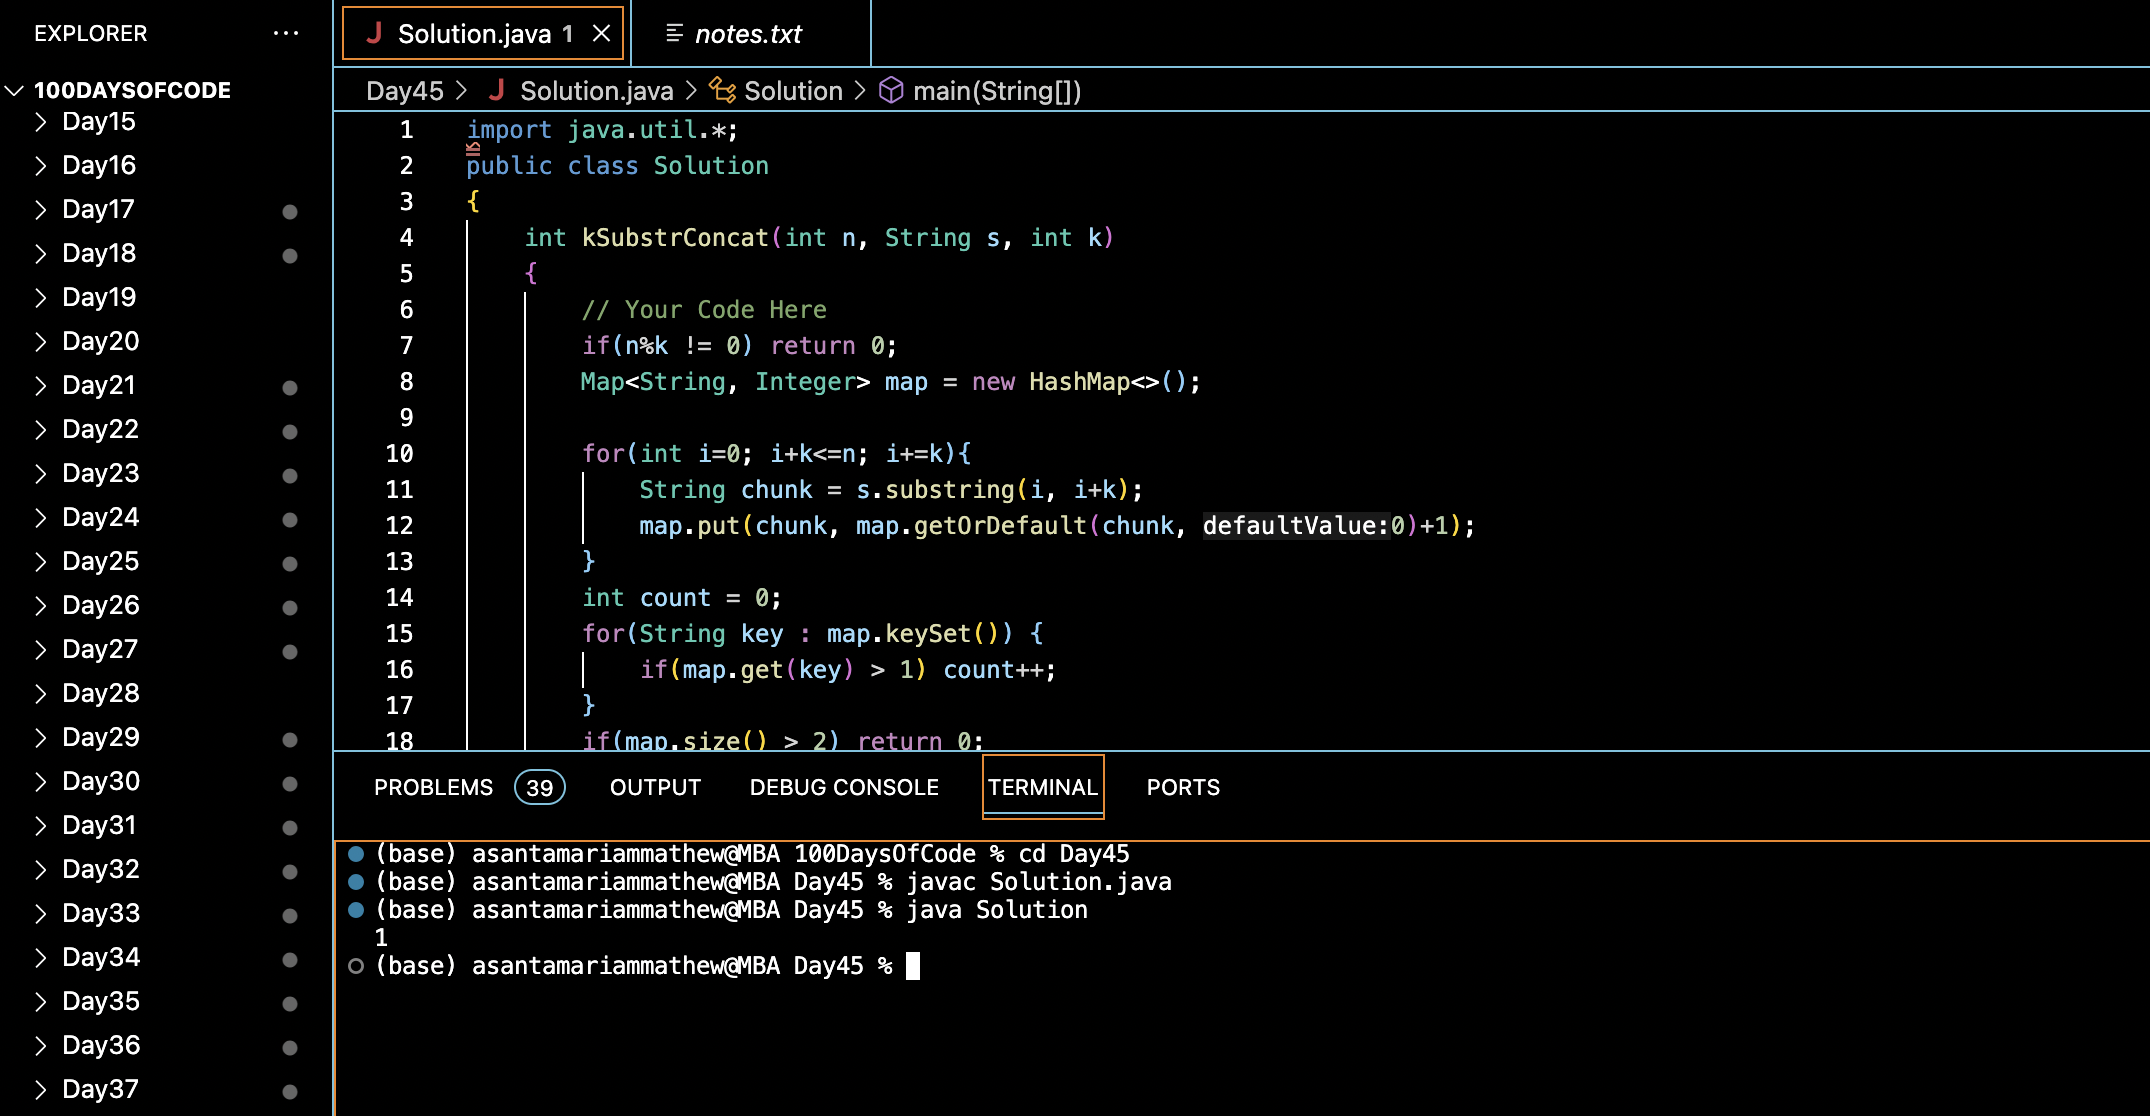 EXPLORER ···
100DAYSOFCODE
Day15
Day16
Day17
Day18
Day19
Day20
Day21
Day22
Day23
Day24
Day25
Day26
Day27
Day28
Day29
Day30
Day31
Day32
Day33
Day34
Day35
Day36
Day37
J Solution.java 1
notes.txt
Day45 > J Solution.java > Solution > main(String[])
1 import java.util.*;
2 public class Solution
3 {
4 int kSubstrConcat(int n, String s, int k)
5 {
6 // Your Code Here
7 if(n%k != 0) return 0;
8 Map<String, Integer> map = new HashMap<>();
9
10 for(int i=0; i+k<=n; i+=k){
11 String chunk = s.substring(i, i+k);
12 map.put(chunk, map.getOrDefault(chunk, defaultValue:0)+1);
13 }
14 int count = 0;
15 for(String key : map.keySet()) {
16 if(map.get(key) > 1) count++;
17 }
18 if(map.size() > 2) return 0;
PROBLEMS 39 OUTPUT DEBUG CONSOLE TERMINAL PORTS
(base) asantamariammathew@MBA 100DaysOfCode % cd Day45
(base) asantamariammathew@MBA Day45 % javac Solution.java
(base) asantamariammathew@MBA Day45 % java Solution
1
(base) asantamariammathew@MBA Day45 %